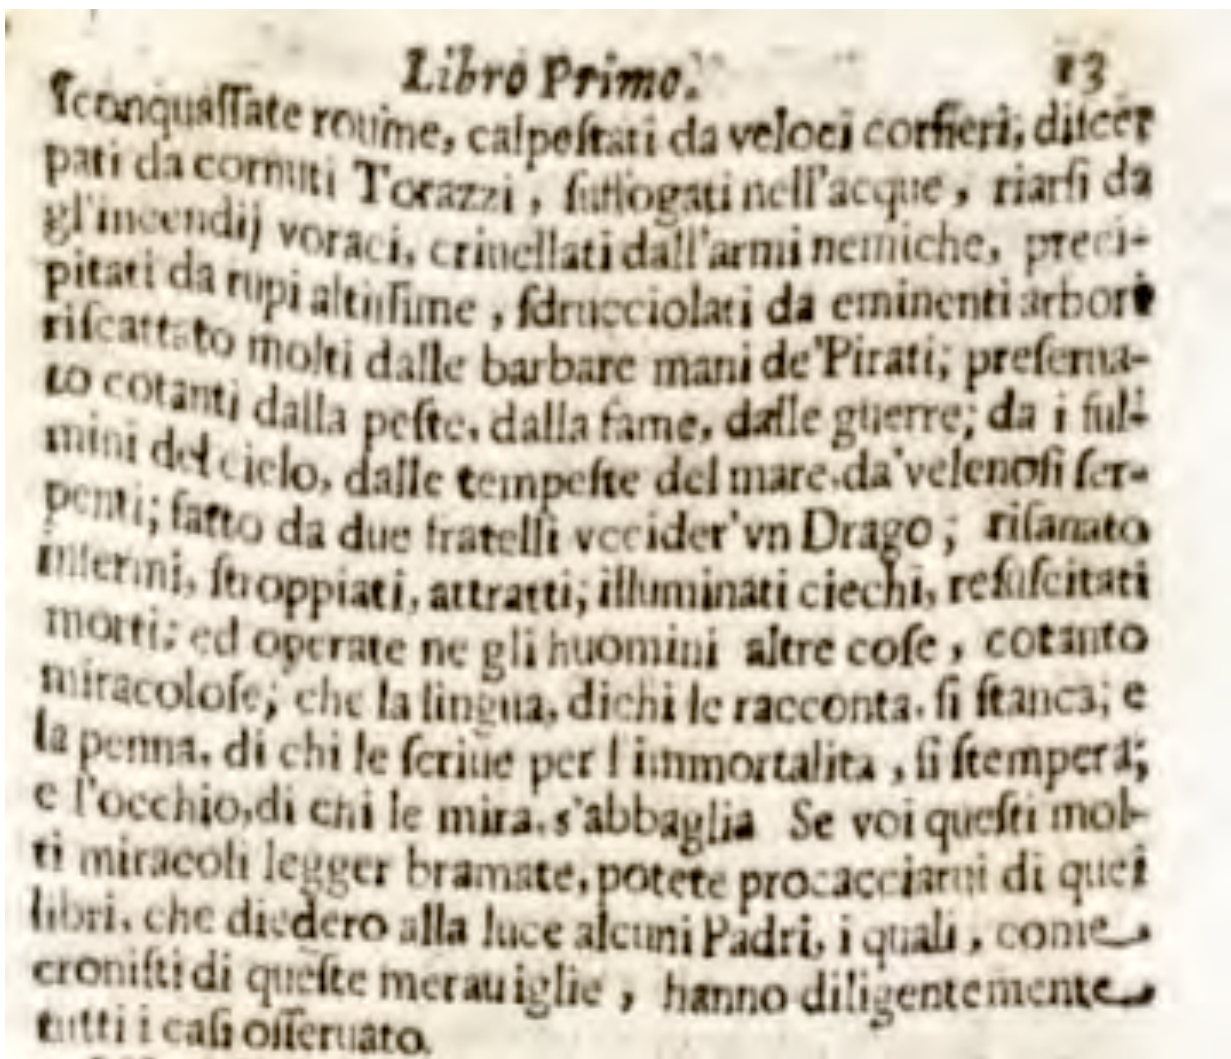 Libro Primo. 13
ſconquaſſate rouine, calpeſtati da veloci corſieri, diſcer
pati da cornuti Torazzi, ſuffogati nell'acque, riarſi da
gl'incendij voraci, criuellati dall'armi nemiche, preci-
pitati da rupi altiſſime, ſdrucciolati da eminenti arbori
riſcattato molti dalle barbare mani de'Pirati; preſerua-
to cotanti dalla peſte, dalla fame, dalle guerre; da i ful-
mini del cielo, dalle tempeſte del mare, da'velenoſi ſer-
penti; fatto da due fratelli vccider'vn Drago; riſanato
infermi, ſtroppiati, attratti; illuminati ciechi, reſuſcitati
morti; ed operate ne gli huomini altre coſe, cotanto
miracoloſe; che la lingua, di chi le racconta, ſi ſtanca; e
la penna, di chi le ſcriue per l'immortalita, ſi ſtempera;
e l'occhio, di chi le mira, s'abbaglia Se voi queſti mol-
ti miracoli legger bramate, potete procacciarui di quei
libri, che diedero alla luce alcuni Padri, i quali, come
croniſti di queſte merauiglie, hanno diligentemente
tutti i caſi oſſeruato.